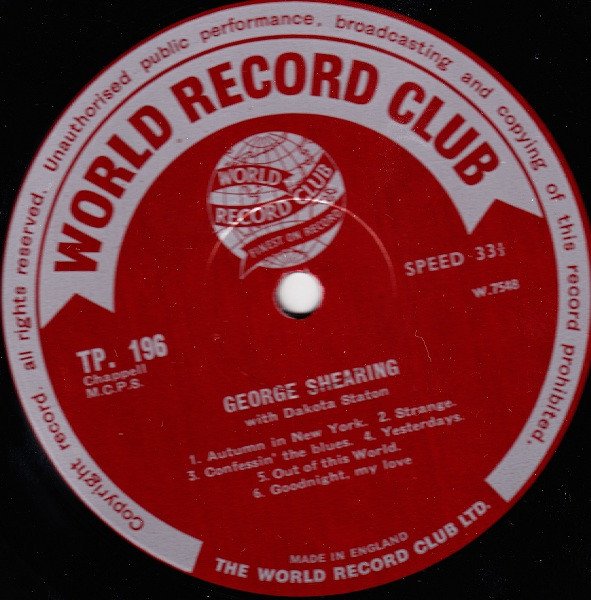 Copyright record all rights reserved. Unauthorised public performance, broadcasting and copying of this record prohibited.
WORLD RECORD CLUB
WORLD
RECORD CLUB
FINEST ON RECORD
SPEED 33⅓
W.7548
TP. 196
Chappell
M.C.P.S.
GEORGE SHEARING
with Dakota Staton
1. Autumn in New York. 2. Strange.
3. Confessin' the blues. 4. Yesterdays.
5. Out of this World.
6. Goodnight, my love
MADE IN ENGLAND
THE WORLD RECORD CLUB LTD.